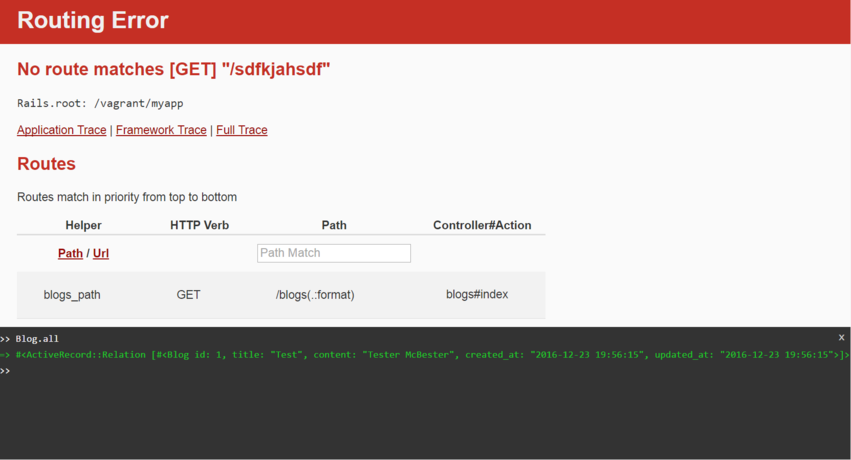 Routing Error
No route matches [GET] "/sdfkjahsdf"
Rails.root: /vagrant/myapp
Application Trace | Framework Trace | Full Trace
Routes
Routes match in priority from top to bottom
Helper HTTP Verb Path Controller#Action
Path / Url Path Match
blogs_path GET /blogs(.:format) blogs#index
>> Blog.all x
=> #<ActiveRecord::Relation [#<Blog id: 1, title: "Test", content: "Tester McBester", created_at: "2016-12-23 19:56:15", updated_at: "2016-12-23 19:56:15">]>
>>